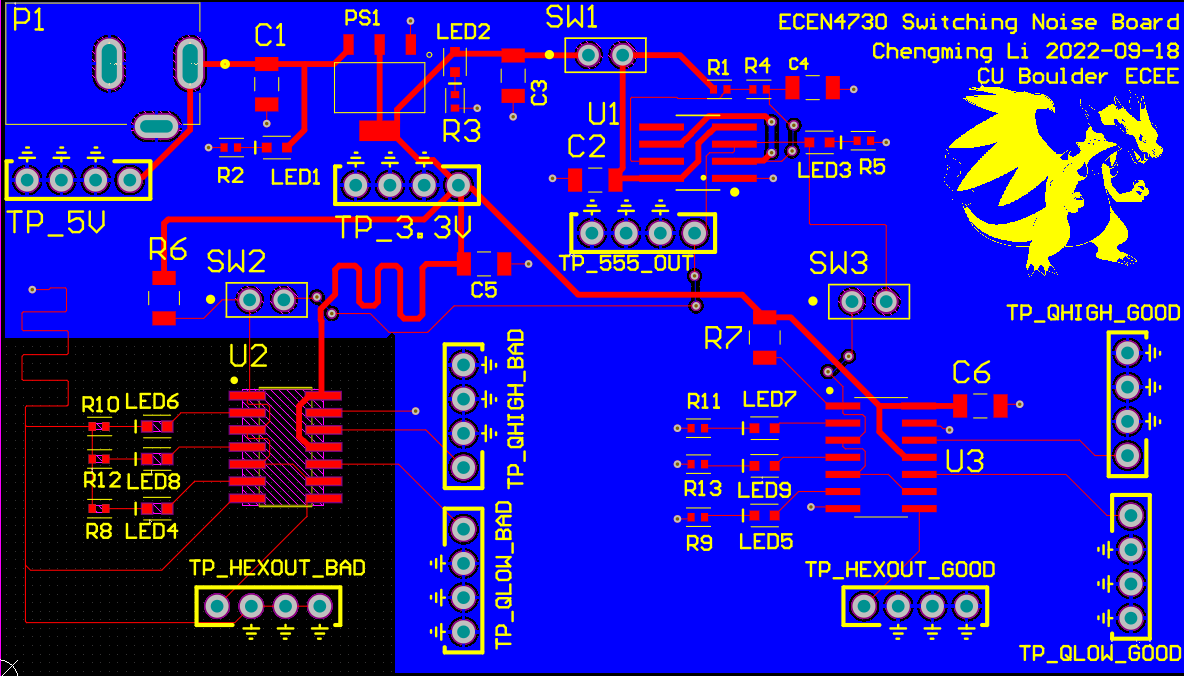 P1
C1
PS1
LED2
SW1
ECEN4730 Switching Noise Board
Chengming Li 2022-09-18
CU Boulder ECEE
R1
R4
C4
C3
U1
R3
C2
R2
LED1
LED3
R5
TP_5V
TP_3.3V
R6
SW2
C5
TP_555_OUT
SW3
TP_QHIGH_GOOD
U2
TP_QHIGH_BAD
R7
C6
R10
LED6
R11
LED7
R12
LED8
U3
R13
LED9
R8
LED4
TP_QLOW_BAD
R9
LED5
TP_HEXOUT_BAD
TP_HEXOUT_GOOD
TP_QLOW_GOOD